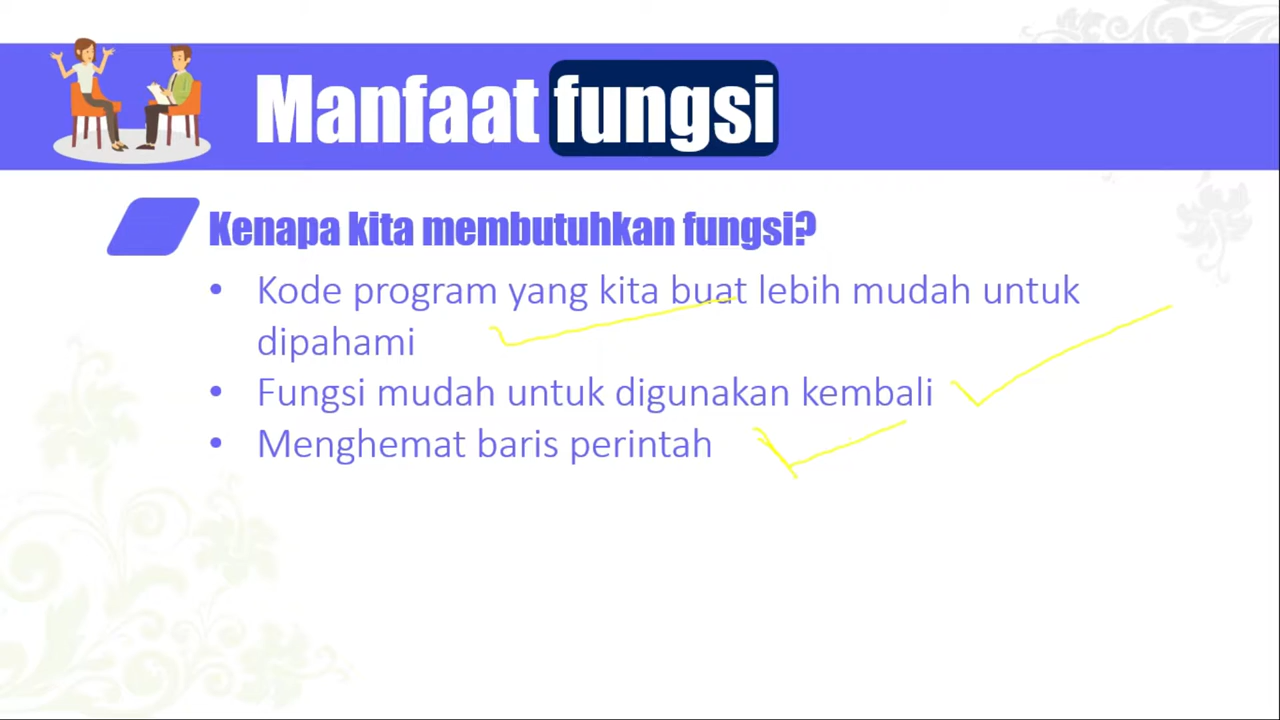 Manfaat fungsi
Kenapa kita membutuhkan fungsi?
• Kode program yang kita buat lebih mudah untuk
dipahami
• Fungsi mudah untuk digunakan kembali
• Menghemat baris perintah